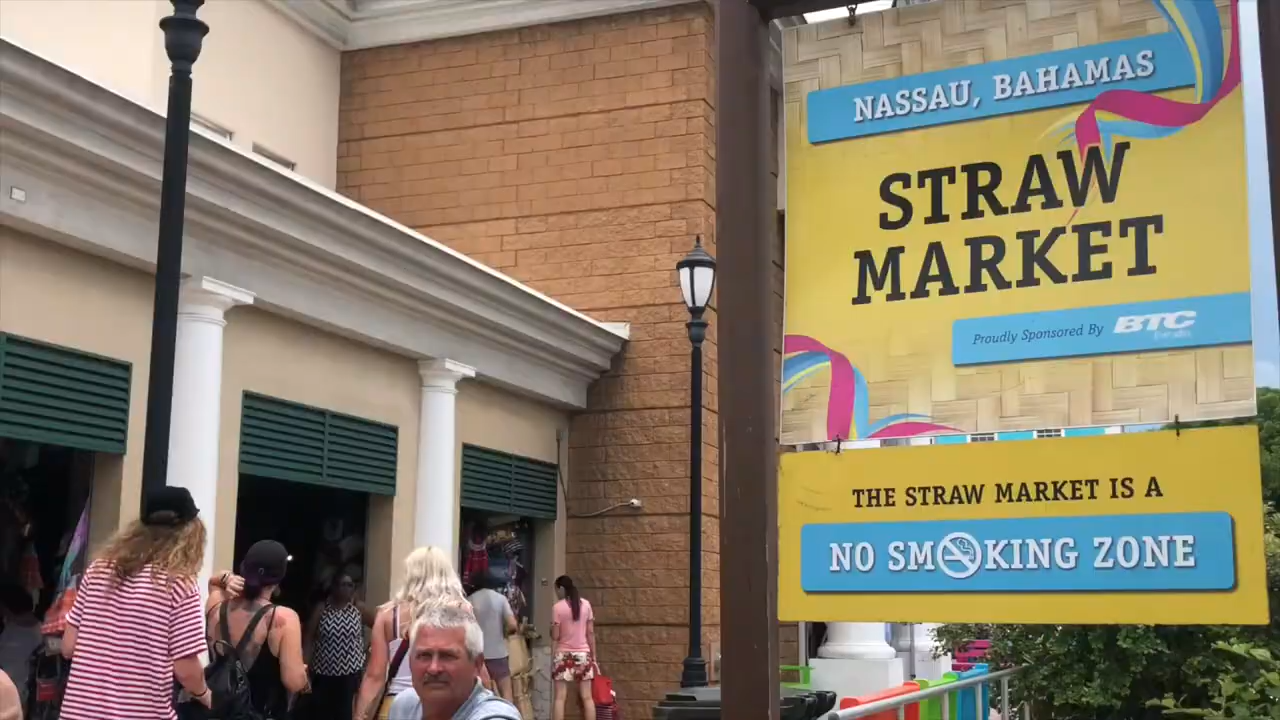 NASSAU, BAHAMAS
STRAW
MARKET
Proudly Sponsored By BTC
THE STRAW MARKET IS A
NO SMOKING ZONE